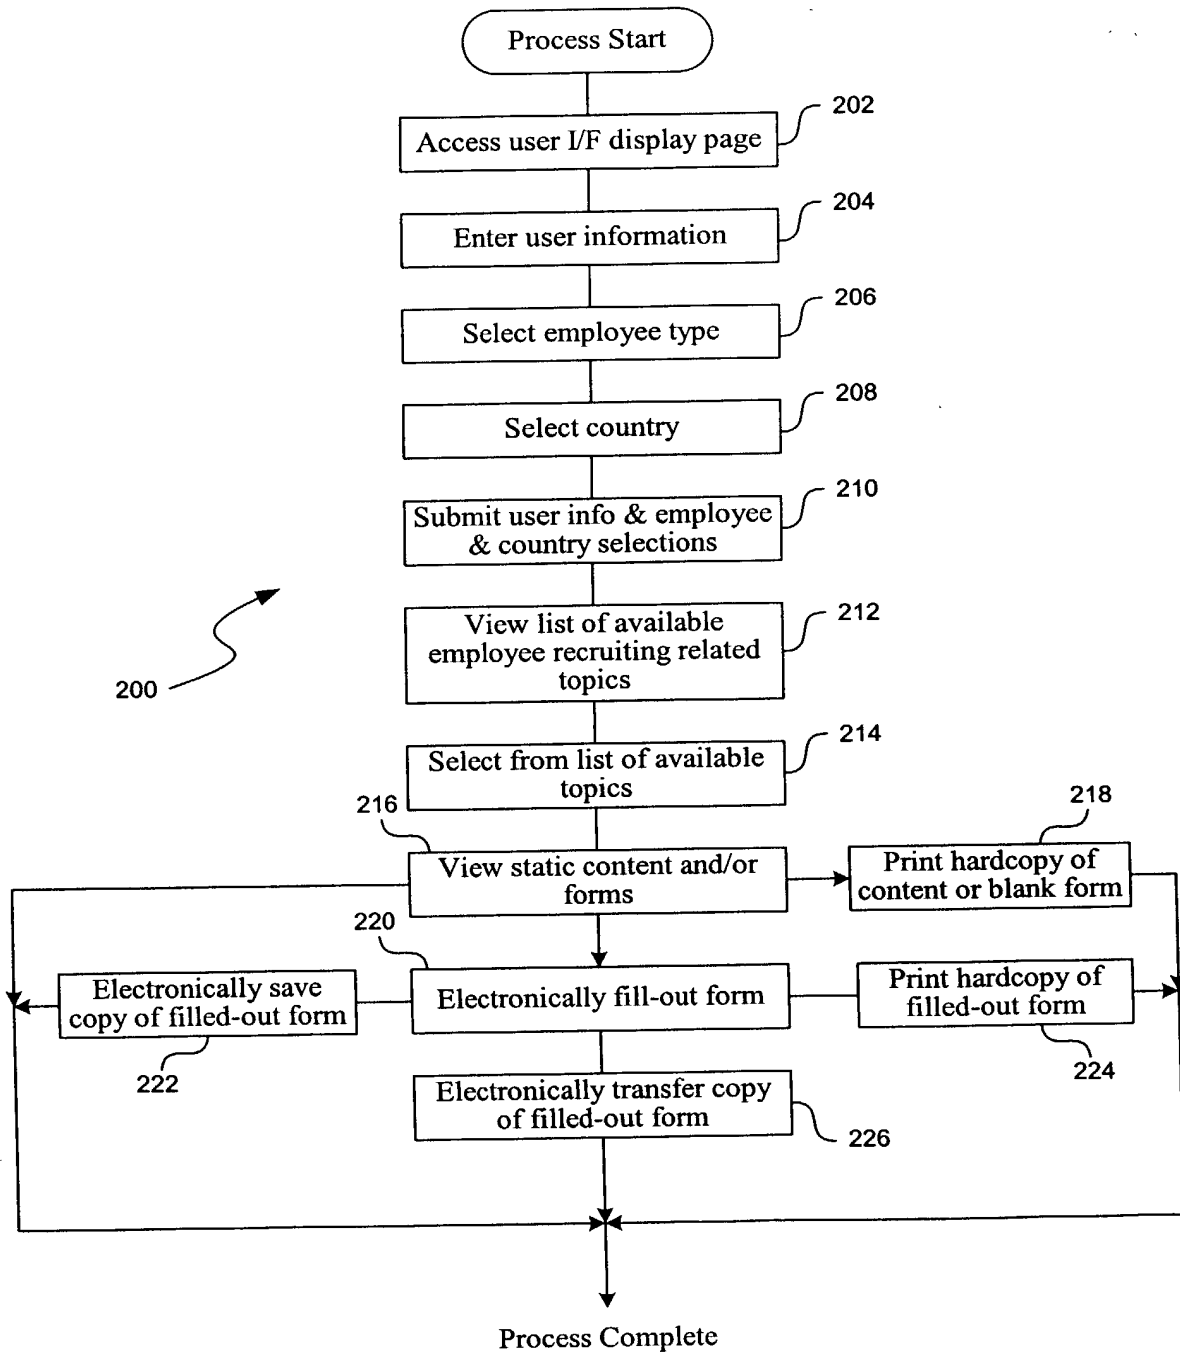 Process Start
202
Access user I/F display page
204
Enter user information
206
Select employee type
208
Select country
210
Submit user info & employee
& country selections
212
View list of available
employee recruiting related
topics
200
214
Select from list of available
topics
216
218
View static content and/or
forms
Print hardcopy of
content or blank form
220
Electronically save
copy of filled-out form
Electronically fill-out form
Print hardcopy of
filled-out form
222
224
Electronically transfer copy
of filled-out form
226
Process Complete